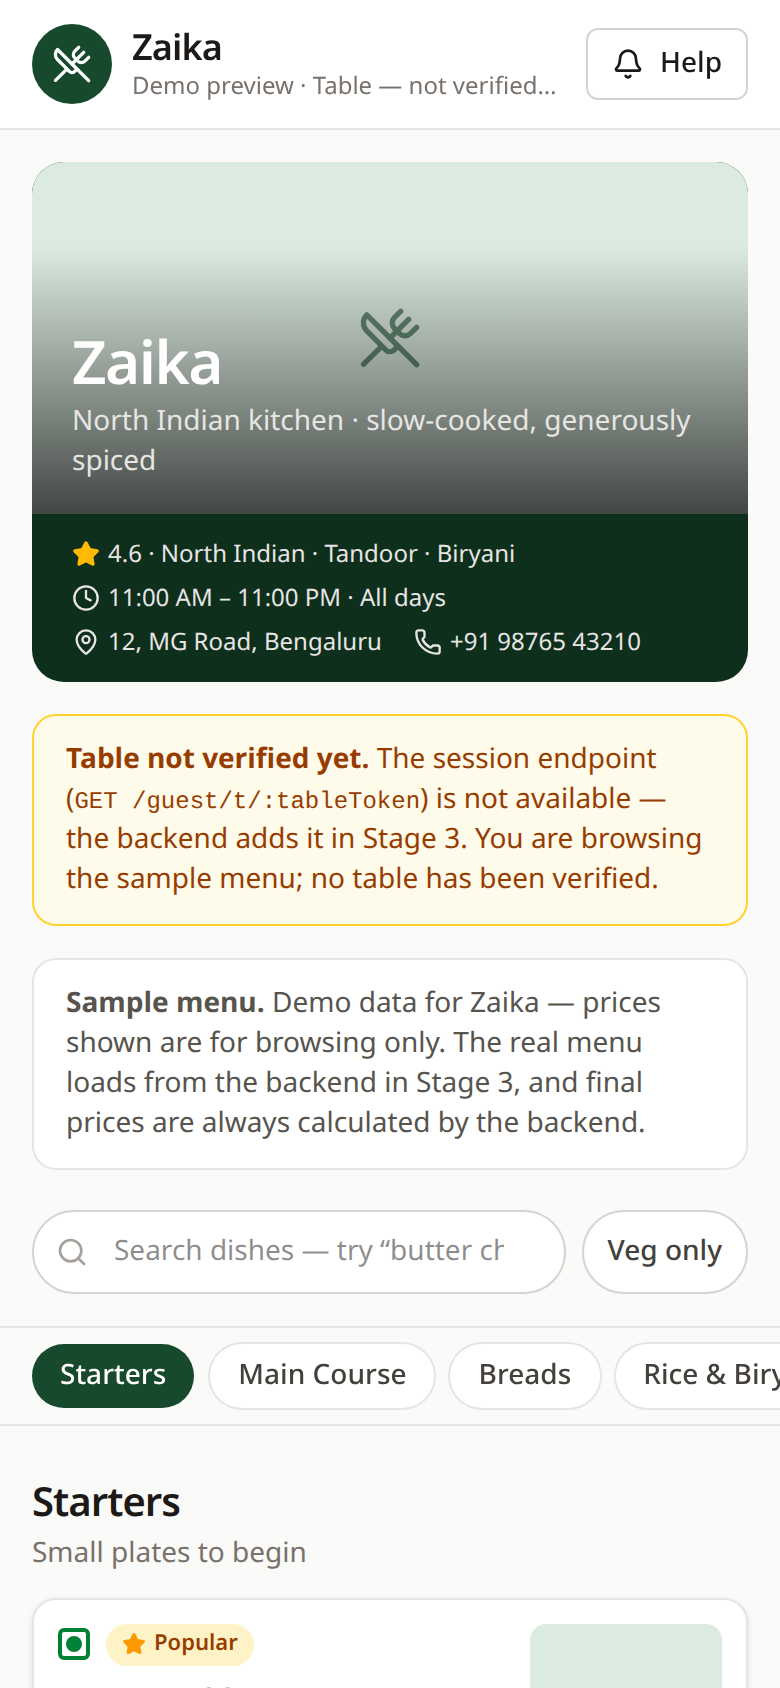 Zaika
Demo preview · Table — not verified...
Help
Zaika
North Indian kitchen · slow-cooked, generously
spiced
4.6 · North Indian · Tandoor · Biryani
11:00 AM – 11:00 PM · All days
12, MG Road, Bengaluru
+91 98765 43210
Table not verified yet. The session endpoint
(GET /guest/t/:tableToken) is not available —
the backend adds it in Stage 3. You are browsing
the sample menu; no table has been verified.
Sample menu. Demo data for Zaika — prices
shown are for browsing only. The real menu
loads from the backend in Stage 3, and final
prices are always calculated by the backend.
Search dishes — try “butter ch
Veg only
Starters
Main Course
Breads
Rice & Biry
Starters
Small plates to begin
Popular